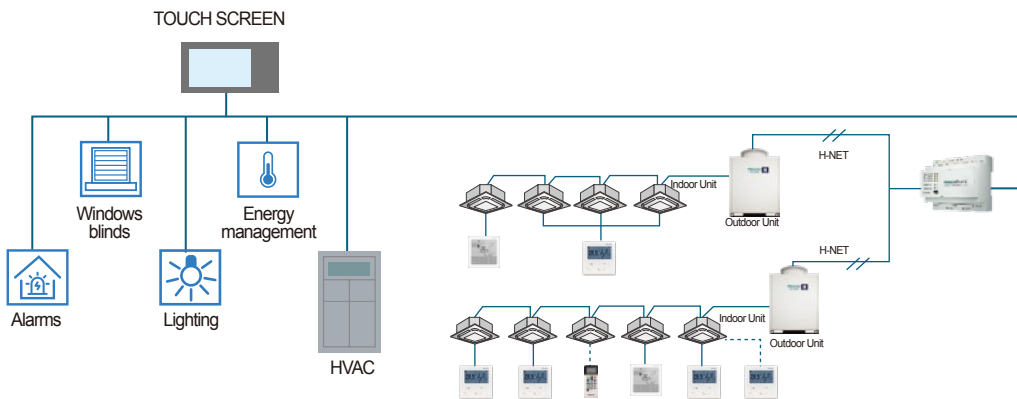 TOUCH SCREEN
Windows
blinds
Energy
management
Alarms
Lighting
HVAC
H-NET
Indoor Unit
Outdoor Unit
H-NET
Indoor Unit
Outdoor Unit